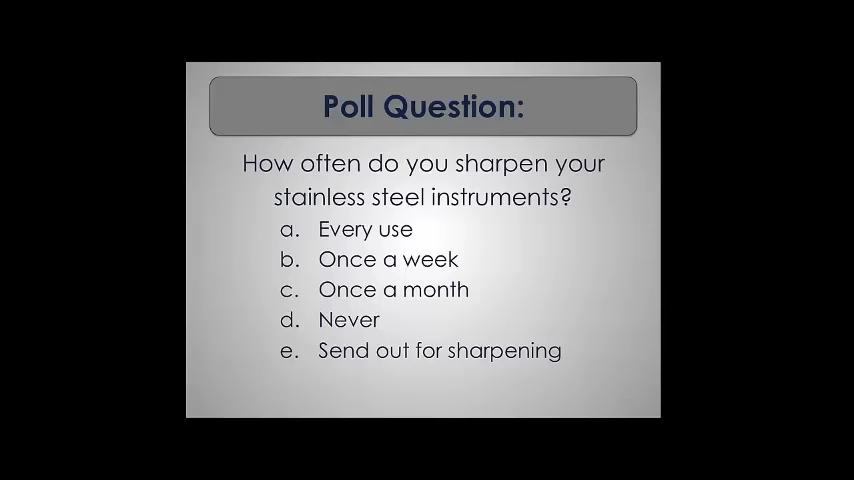 Poll Question:
How often do you sharpen your
stainless steel instruments?
a. Every use
b. Once a week
c. Once a month
d. Never
e. Send out for sharpening